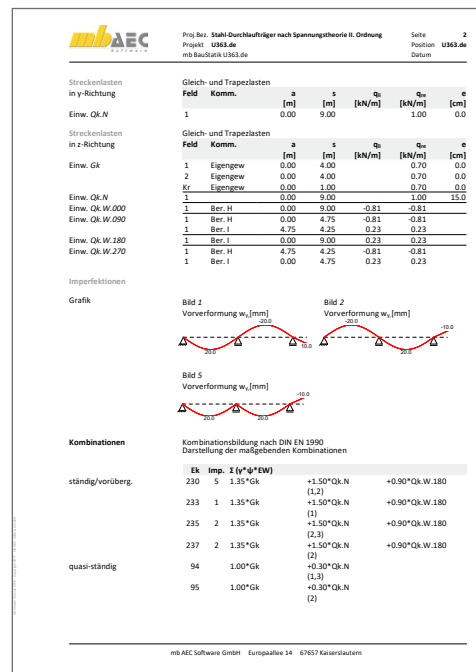 mb AEC
Software
Proj.Bez. Stahl-Durchlaufträger nach Spannungstheorie II. Ordnung Seite 2
Projekt U363.de Position U363.de
mb BauStatik U363.de Datum
Streckenlasten Gleich- und Trapezlasten
in y-Richtung Feld Komm. a s qli qre e
[m] [m] [kN/m] [kN/m] [cm]
Einw. Qk.N 1 0.00 9.00 1.00 0.0
Streckenlasten Gleich- und Trapezlasten
in z-Richtung Feld Komm. a s qli qre e
[m] [m] [kN/m] [kN/m] [cm]
Einw. Gk 1 Eigengew 0.00 4.00 0.70 0.0
2 Eigengew 0.00 4.00 0.70 0.0
Kr Eigengew 0.00 1.00 0.70 0.0
Einw. Qk.N 1 0.00 9.00 1.00 15.0
Einw. Qk.W.000 1 Ber. H 0.00 9.00 -0.81 -0.81
Einw. Qk.W.090 1 Ber. H 0.00 4.75 -0.81 -0.81
1 Ber. I 4.75 4.25 0.23 0.23
Einw. Qk.W.180 1 Ber. I 0.00 9.00 0.23 0.23
Einw. Qk.W.270 1 Ber. H 4.75 4.25 -0.81 -0.81
1 Ber. I 0.00 4.75 0.23 0.23
Imperfektionen
Grafik Bild 1 Bild 2
Vorverformung wv,[mm] Vorverformung wv,[mm]
-20.0 -20.0 -10.0
20.0 10.0 20.0
Bild 5
Vorverformung wv,[mm]
-10.0
20.0 20.0
Kombinationen Kombinationsbildung nach DIN EN 1990
Darstellung der maßgebenden Kombinationen
Ek Imp. Σ (γ*ψ*EW)
ständig/vorüberg. 230 5 1.35*Gk +1.50*Qk.N +0.90*Qk.W.180
(1,2)
233 1 1.35*Gk +1.50*Qk.N +0.90*Qk.W.180
(1)
235 2 1.35*Gk +1.50*Qk.N +0.90*Qk.W.180
(2,3)
237 2 1.35*Gk +1.50*Qk.N +0.90*Qk.W.180
(2)
quasi-ständig 94 1.00*Gk +0.30*Qk.N
(1,3)
95 1.00*Gk +0.30*Qk.N
(2)
mb AEC Software GmbH Europaallee 14 67657 Kaiserslautern